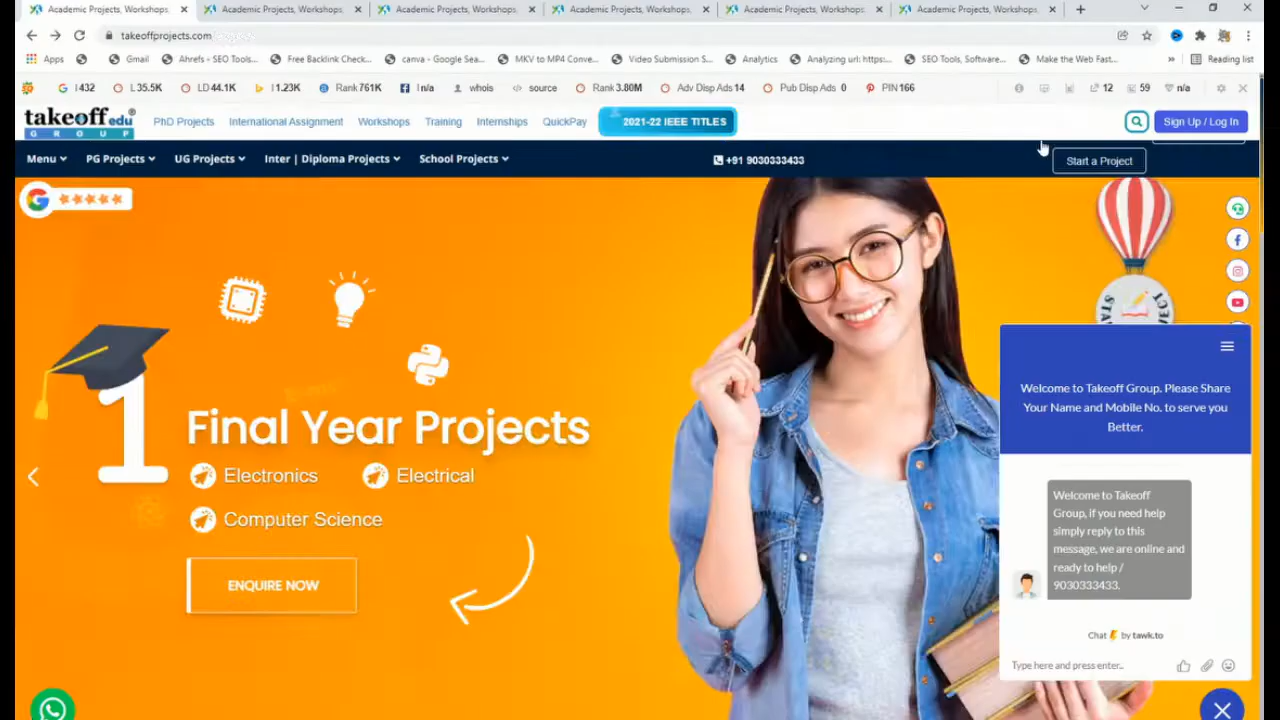 Academic Projects, Workshops, Academic Projects, Workshops, Academic Projects, Workshops, Academic Projects, Workshops, Academic Projects, Workshops, Academic Projects, Workshops,
takeoffprojects.com
Apps Gmail Ahrefs - SEO Tools... Free Backlink Check... canva - Google Sea... MKV to MP4 Conve... Video Submission S... Analytics Analyzing url: https:... SEO Tools, Software... Make the Web Fast... » Reading list
I 432 L 35.5K LD 44.1K I 1.23K Rank 761K I n/a whois source Rank 3.80M Adv Disp Ads 14 Pub Disp Ads 0 PIN 166 12 59 n/a
takeoff edu®
GROUP
PhD Projects International Assignment Workshops Training Internships QuickPay 2021-22 IEEE TITLES Sign Up / Log In
Menu PG Projects UG Projects Inter | Diploma Projects School Projects +91 9030333433 Start a Project
1
Final Year Projects
Electronics Electrical
Computer Science
ENQUIRE NOW
Welcome to Takeoff Group. Please Share
Your Name and Mobile No. to serve you
Better.
Welcome to Takeoff
Group, if you need help
simply reply to this
message, we are online and
ready to help /
9030333433.
Chat by tawk.to
Type here and press enter..